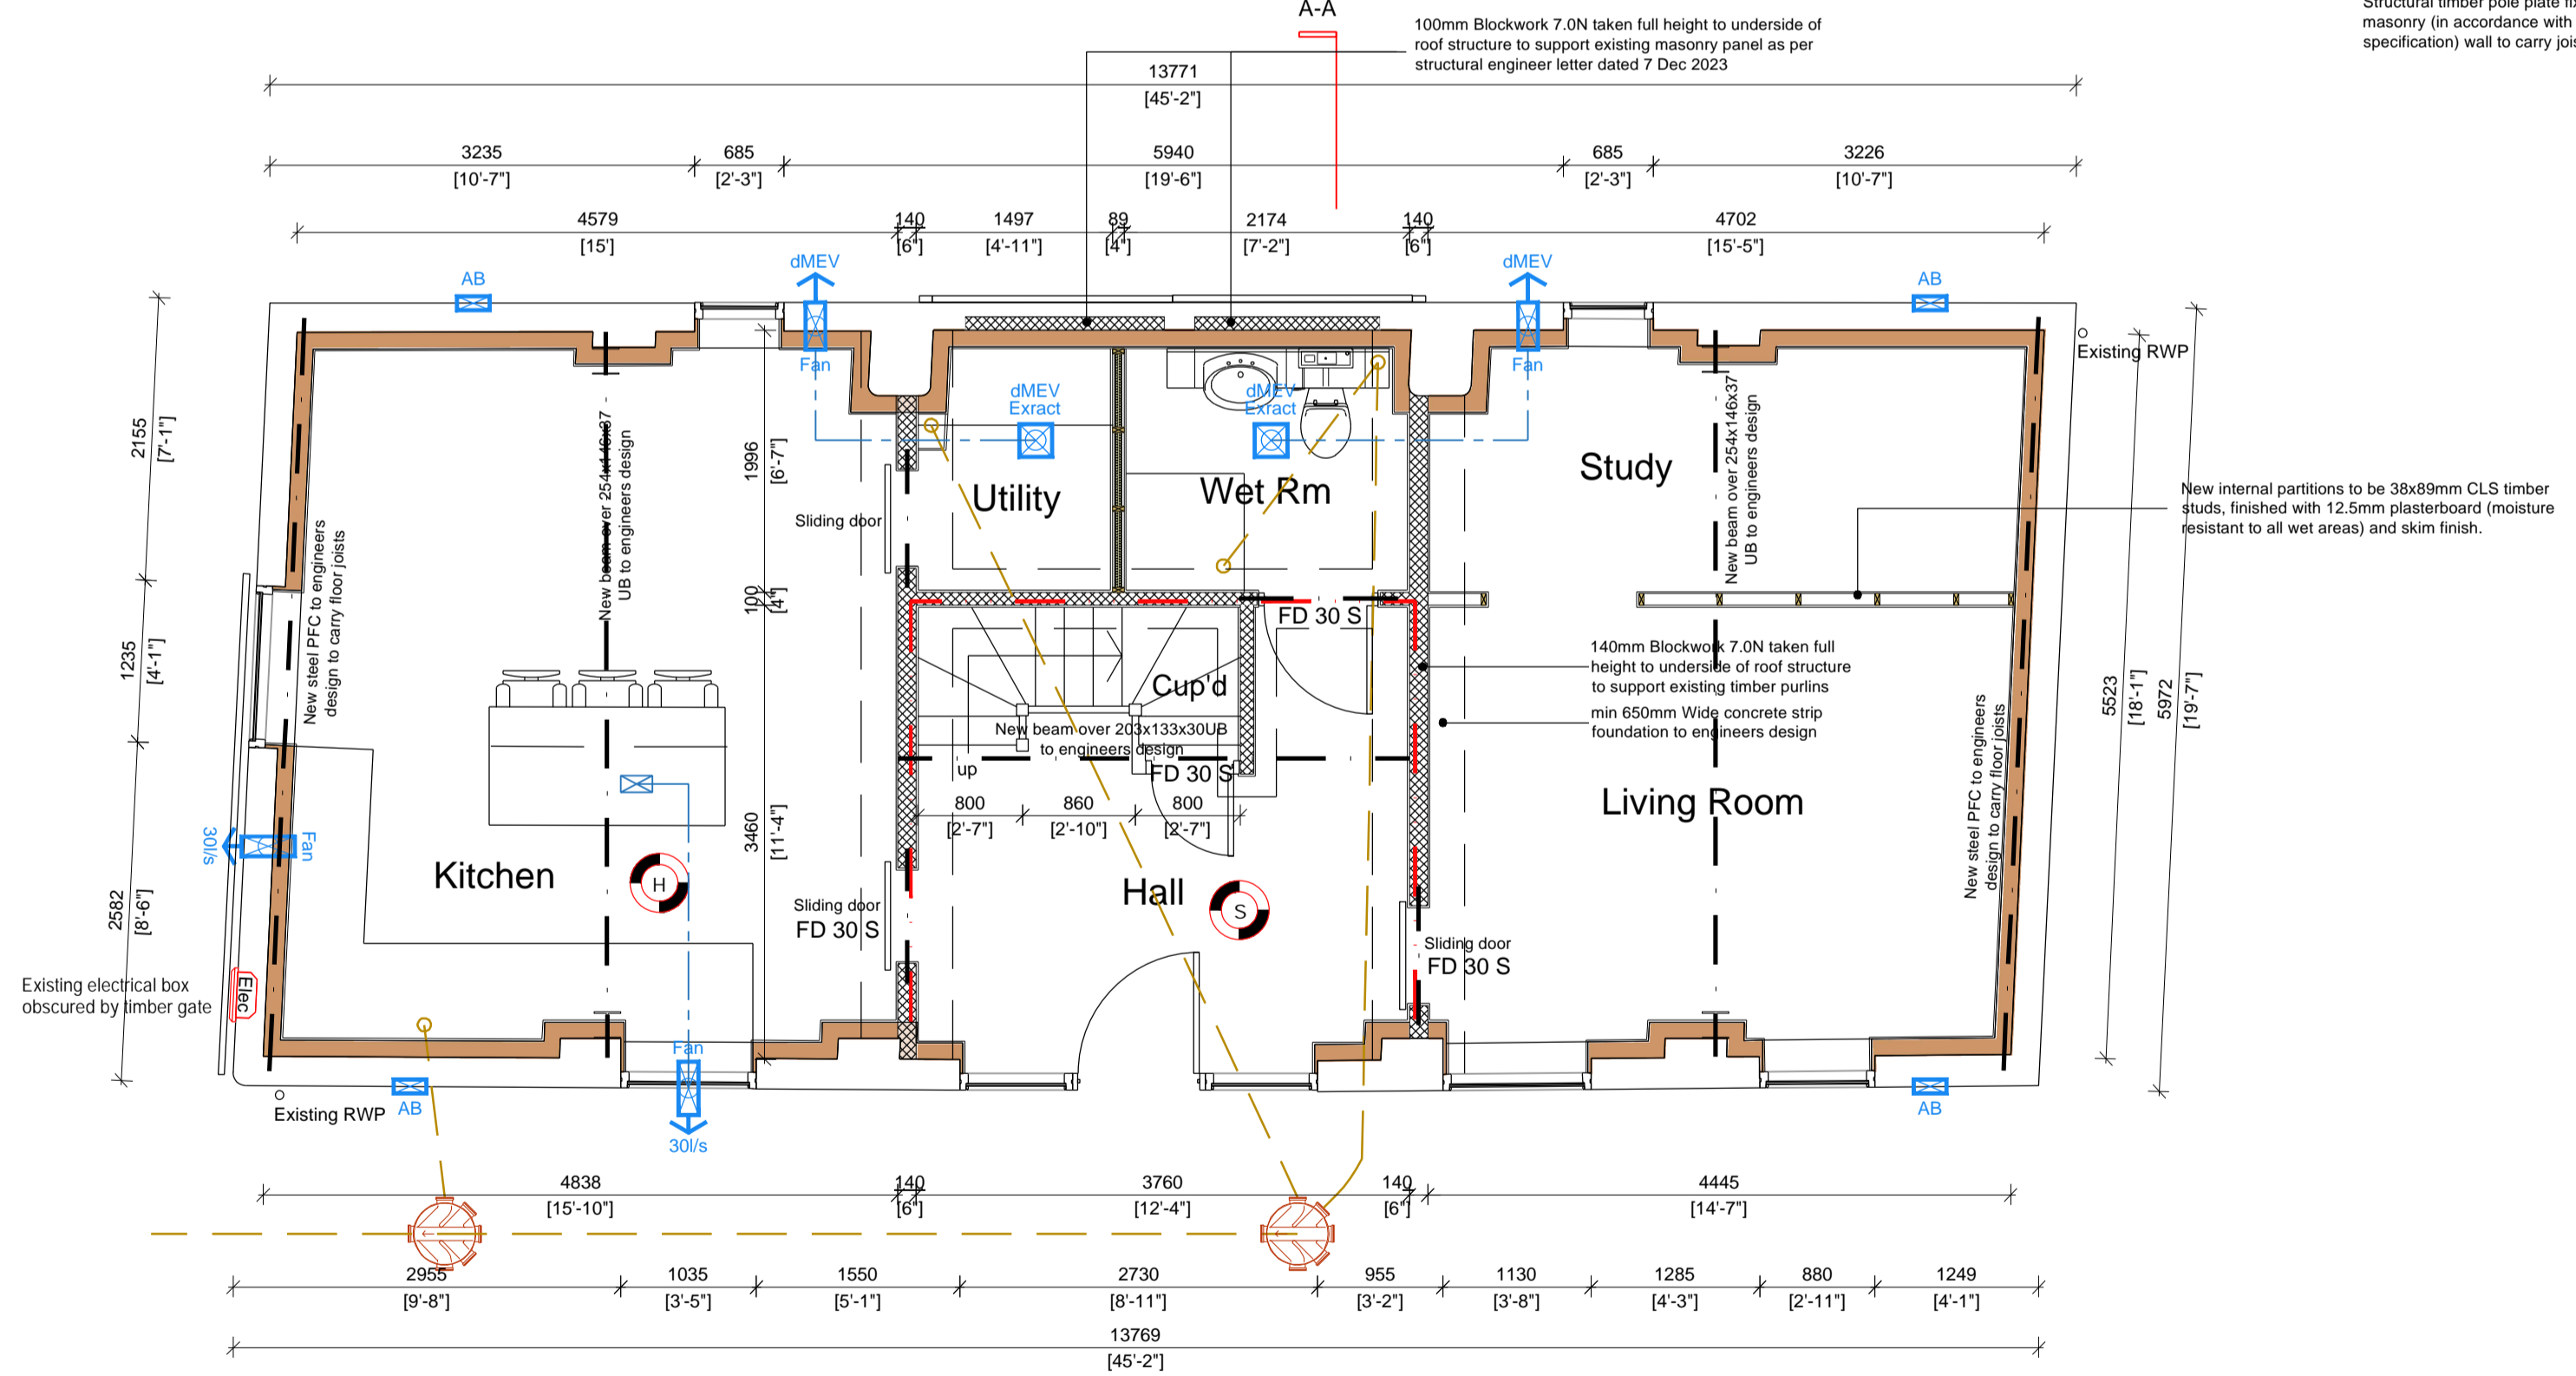 A-A
100mm Blockwork 7.0N taken full height to underside of
roof structure to support existing masonry panel as per
structural engineer letter dated 7 Dec 2023
Structural timber pole plate
masonry (in accordance with
specification) wall to carry
13771
[45'-2"]
3235
[10'-7"]
685
[2'-3"]
5940
[19'-6"]
685
[2'-3"]
3226
[10'-7"]
4579
[15']
140
[6"]
1497
[4'-11"]
89
[4"]
2174
[7'-2"]
140
[6"]
4702
[15'-5"]
AB
dMEV
Fan
dMEV
Fan
AB
Existing RWP
2155
[7'-1"]
1235
[4'-1"]
2582
[8'-6"]
New steel PFC to engineers
design to carry floor joists
New beam over 254x146x37
UB to engineers design
1996
[6'-7"]
100
[4"]
3460
[11'-4"]
Sliding door
dMEV
Exract
Utility
dMEV
Exract
Wet Rm
Study
New beam over 254x146x37
UB to engineers design
New internal partitions to be 38x89mm CLS timber
studs, finished with 12.5mm plasterboard (moisture
resistant to all wet areas) and skim finish.
FD 30 S
140mm Blockwork 7.0N taken full
height to underside of roof structure
to support existing timber purlins
min 650mm Wide concrete strip
foundation to engineers design
Cup'd
New beam over 203x133x30UB
to engineers design
up
FD 30 S
800
[2'-7"]
860
[2'-10"]
800
[2'-7"]
Living Room
New steel PFC to engineers
design to carry floor joists
5523
[18'-1"]
5972
[19'-7"]
30l/s
Fan
Kitchen
H
Hall
S
Sliding door
FD 30 S
Sliding door
FD 30 S
Existing electrical box
obscured by timber gate
Elec
Fan
30l/s
Existing RWP
AB
AB
4838
[15'-10"]
140
[6"]
3760
[12'-4"]
140
[6"]
4445
[14'-7"]
2955
[9'-8"]
1035
[3'-5"]
1550
[5'-1"]
2730
[8'-11"]
955
[3'-2"]
1130
[3'-8"]
1285
[4'-3"]
880
[2'-11"]
1249
[4'-1"]
13769
[45'-2"]